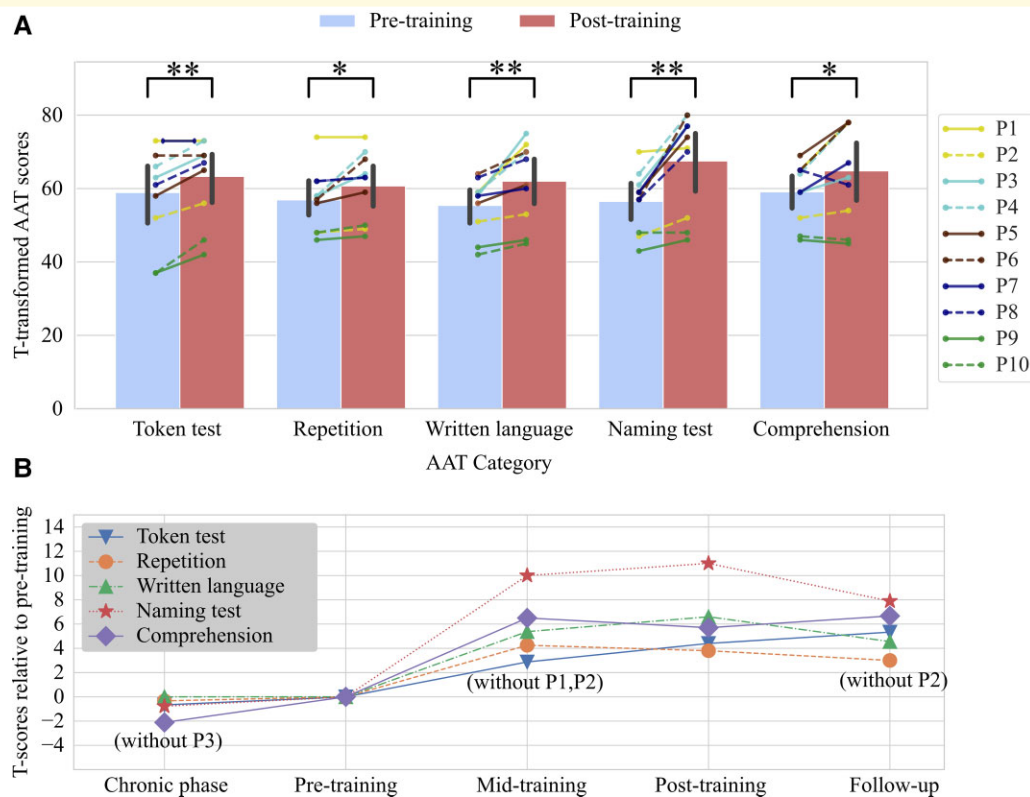 A
Pre-training Post-training
** * ** ** *
T-transformed AAT scores
80
60
40
20
0
Token test Repetition Written language Naming test Comprehension
AAT Category
P1
P2
P3
P4
P5
P6
P7
P8
P9
P10
B
T-scores relative to pre-training
14
12
10
8
6
4
2
0
−2
−4
Token test
Repetition
Written language
Naming test
Comprehension
(without P3)
(without P1,P2)
(without P2)
Chronic phase Pre-training Mid-training Post-training Follow-up